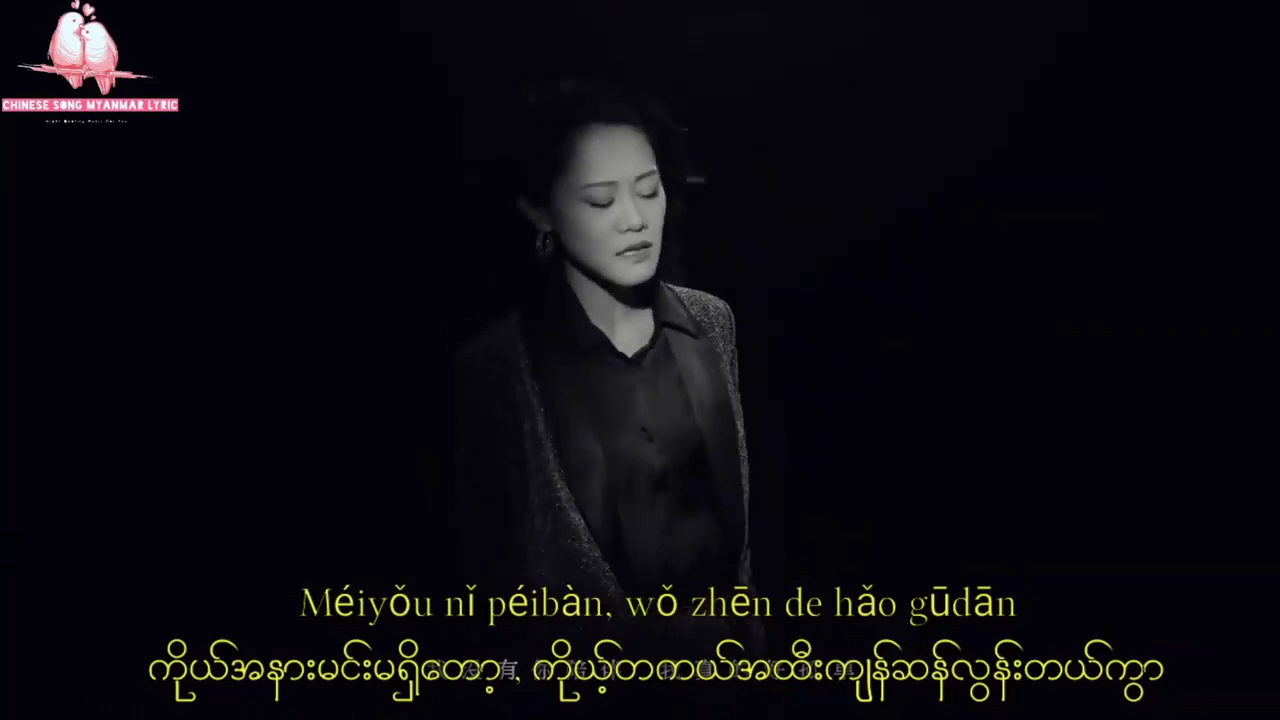 CHINESE SONG MYANMAR LYRIC
Méiyǒu nǐ péibàn, wǒ zhēn de hǎo gūdān
ကိုယ်အနားမင်းမရှိတော့ , ကိုယ့်တကယ်အထီးကျန်ဆန်လွန်းတယ်ကွာ